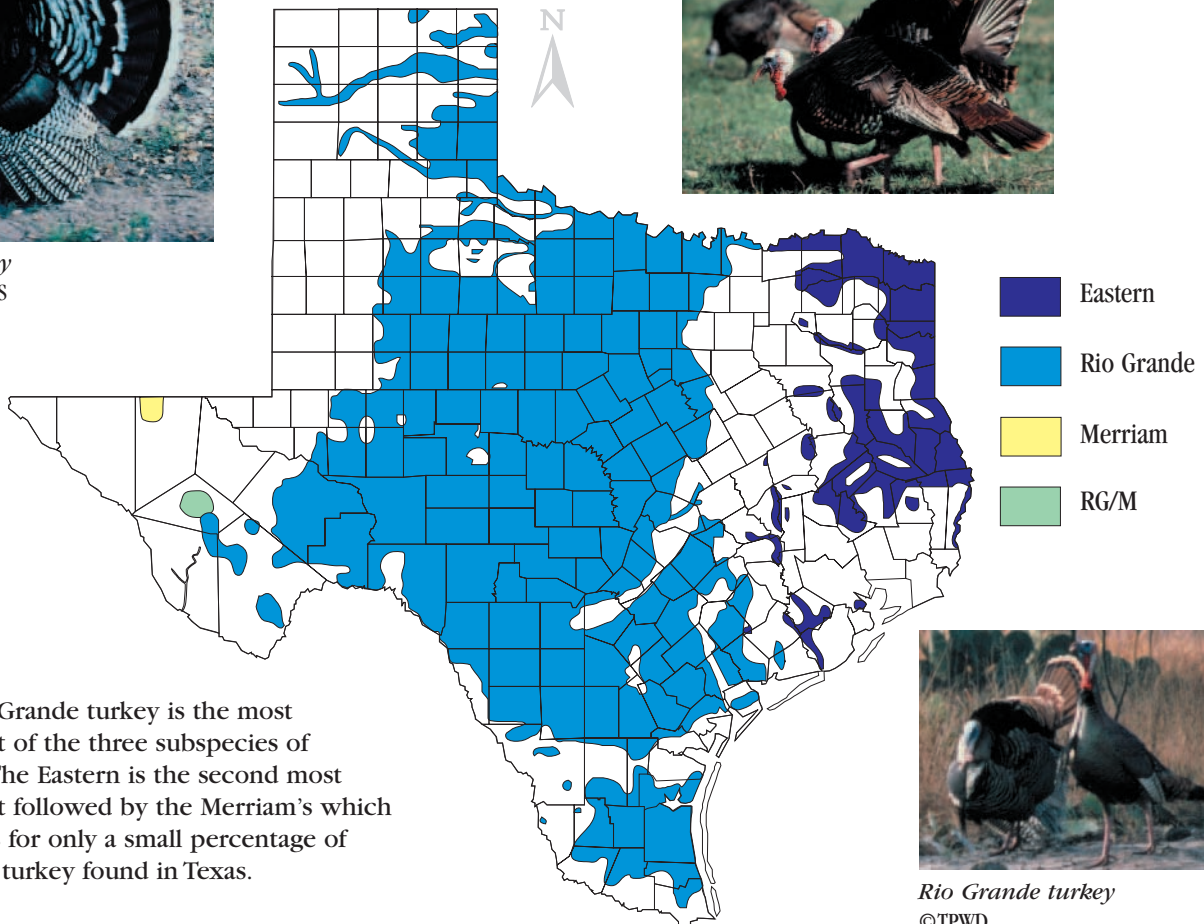 N
y
S
Eastern
Rio Grande
Merriam
RG/M
Grande turkey is the most
t of the three subspecies of
The Eastern is the second most
t followed by the Merriam's which
for only a small percentage of
turkey found in Texas.
Rio Grande turkey
©TPWD